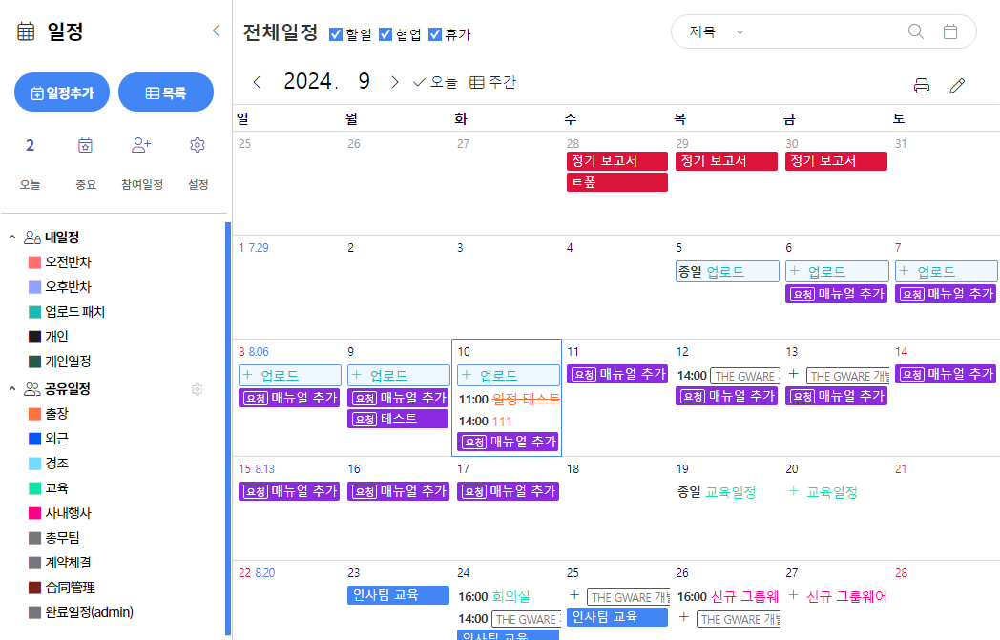 일정
일정추가 목록
2
오늘 중요 참여일정 설정
내일정
오전반차
오후반차
업로드 패치
개인
개인일정
공유일정
출장
외근
경조
교육
사내행사
총무팀
계약체결
合同管理
완료일정(admin)
전체일정 할일 협업 휴가
제목
2024. 9 오늘 주간
일 월 화 수 목 금 토
25 26 27 28 29 30 31
정기 보고서 정기 보고서 정기 보고서
ㅌ풒
1 7.29 2 3 4 5 6 7
종일 업로드 + 업로드 + 업로드
요청 매뉴얼 추가 요청 매뉴얼 추가
8 8.06 9 10 11 12 13 14
+ 업로드 + 업로드 + 업로드 요청 매뉴얼 추가 14:00 THE GWARE + THE GWARE 개발 요청 매뉴얼 추가
요청 매뉴얼 추가 요청 매뉴얼 추가 11:00 일정 테스트 요청 매뉴얼 추가 요청 매뉴얼 추가
요청 테스트 14:00 111
요청 매뉴얼 추가
15 8.13 16 17 18 19 20 21
요청 매뉴얼 추가 요청 매뉴얼 추가 요청 매뉴얼 추가 종일 교육일정 + 교육일정
22 8.20 23 24 25 26 27 28
인사팀 교육 16:00 회의실 + THE GWARE 개발 16:00 신규 그룹웨 + 신규 그룹웨어
14:00 THE GWARE 인사팀 교육 + THE GWARE 개발
인사팀 교육